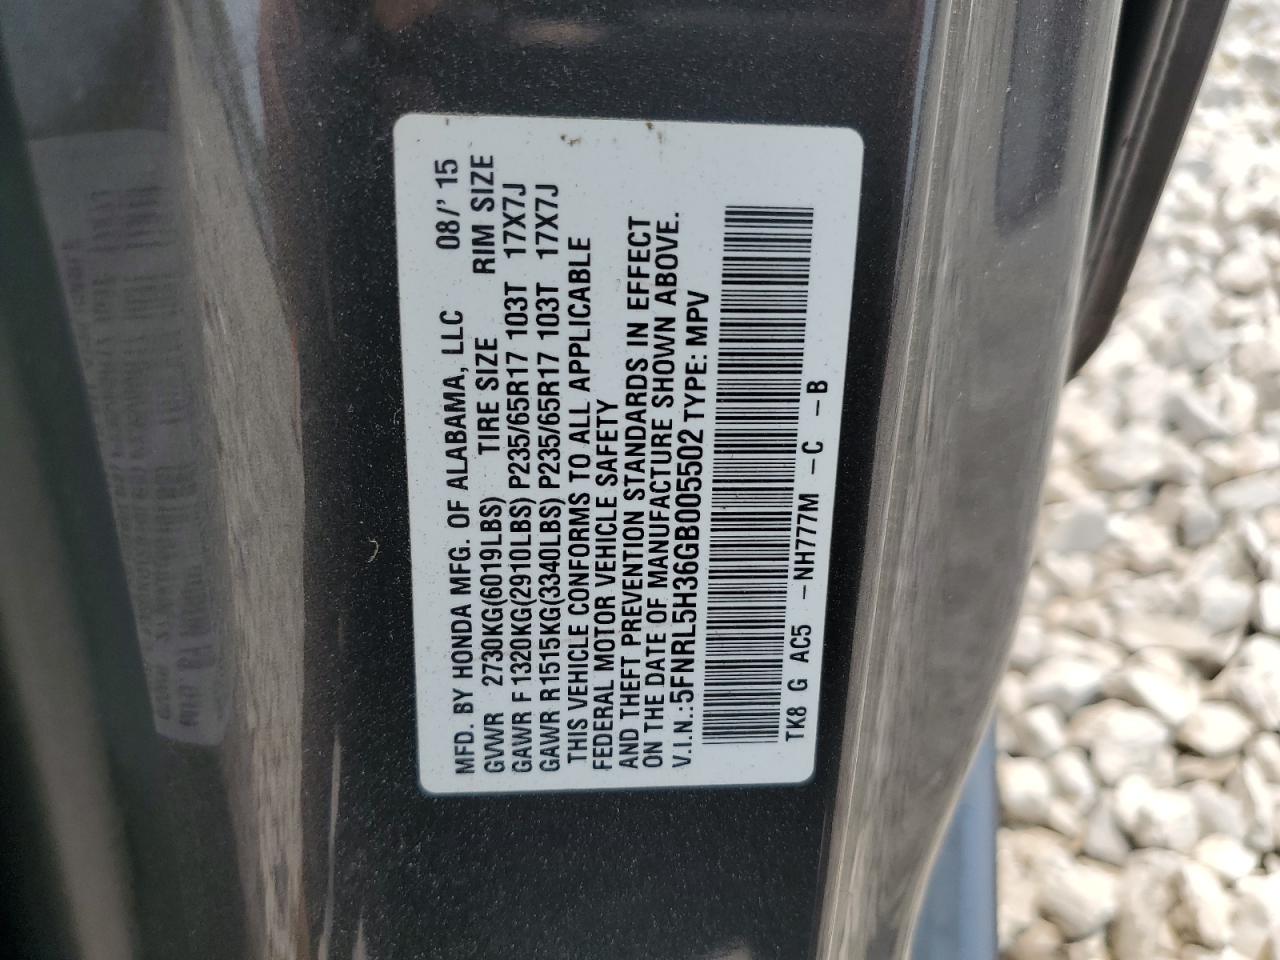 MFD. BY HONDA MFG. OF ALABAMA, LLC 08/' 15
GVWR 2730KG(6019LBS) TIRE SIZE RIM SIZE
GAWR F 1320KG(2910LBS) P235/65R17 103T 17X7J
GAWR R1515KG(3340LBS) P235/65R17 103T 17X7J
THIS VEHICLE CONFORMS TO ALL APPLICABLE
FEDERAL MOTOR VEHICLE SAFETY
AND THEFT PREVENTION STANDARDS IN EFFECT
ON THE DATE OF MANUFACTURE SHOWN ABOVE.
V.I.N.:5FNRL5H36GB005502 TYPE: MPV
TK8 G AC5 -NH777M -C -B